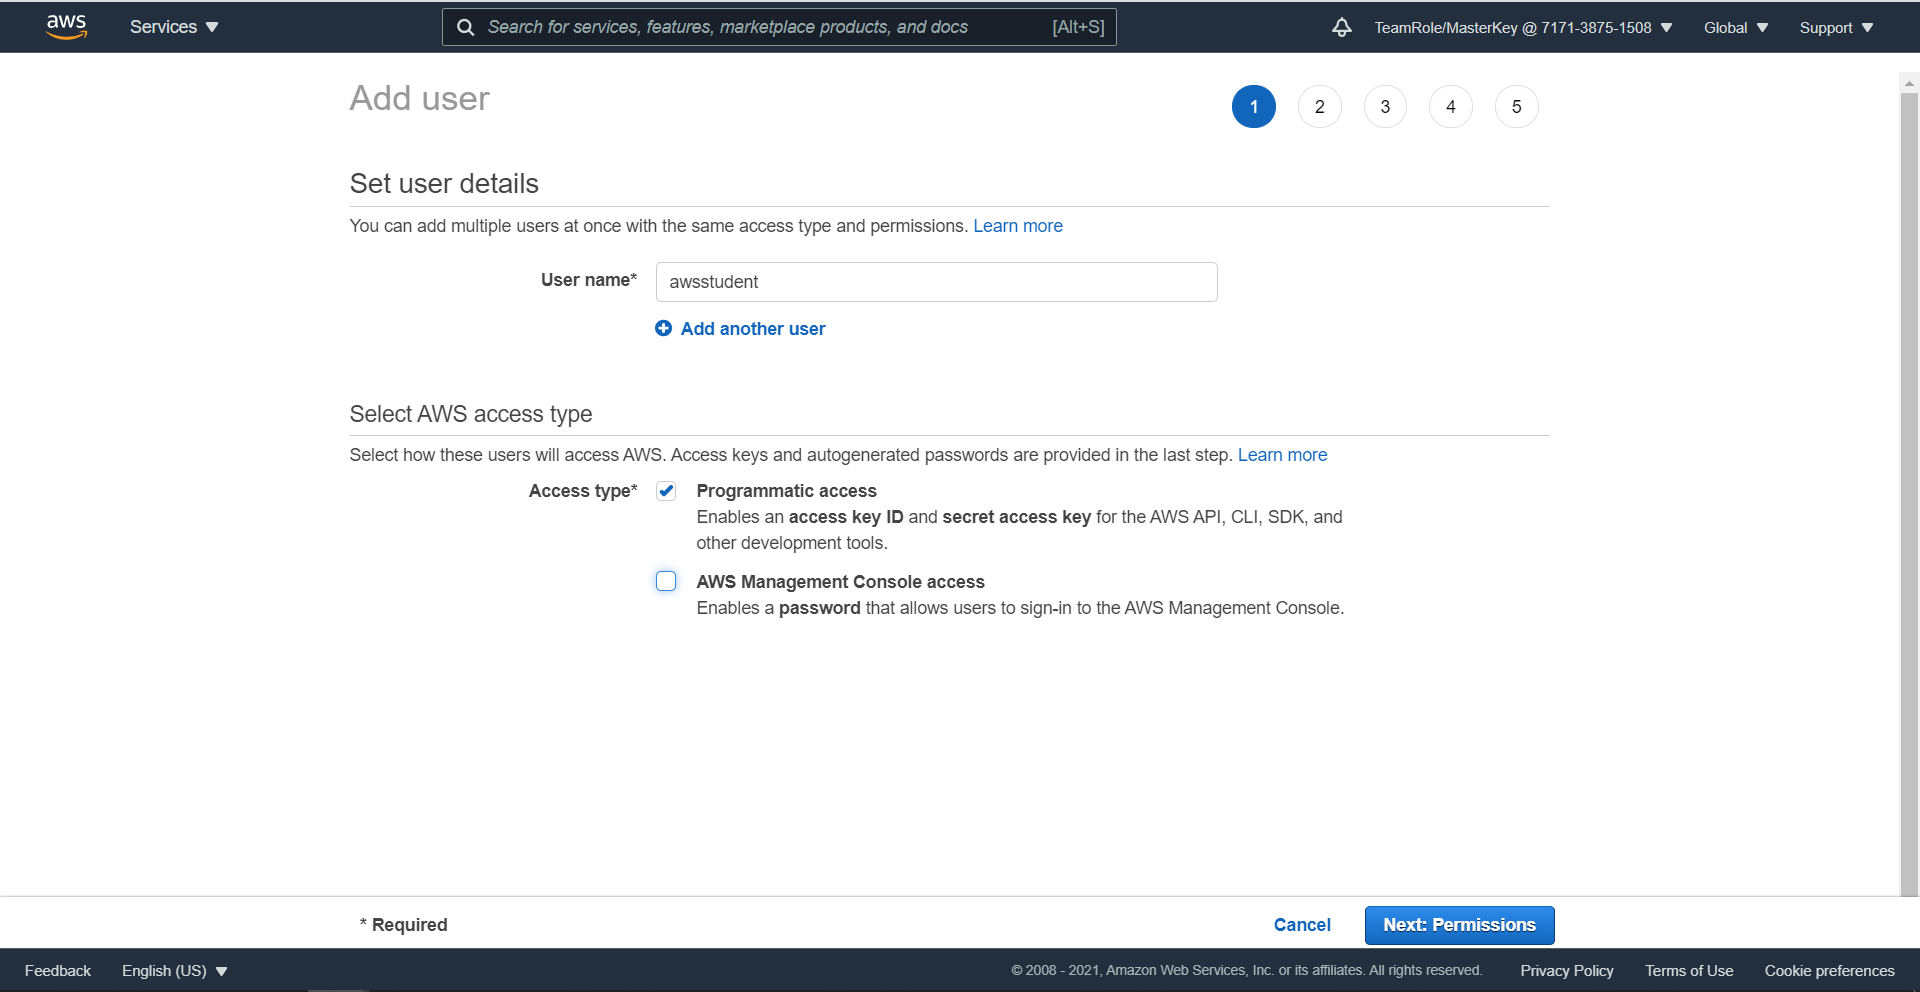 aws
Services
Search for services, features, marketplace products, and docs [Alt+S]
TeamRole/MasterKey @ 7171-3875-1508
Global
Support
Add user
1 2 3 4 5
Set user details
You can add multiple users at once with the same access type and permissions. Learn more
User name* awsstudent
Add another user
Select AWS access type
Select how these users will access AWS. Access keys and autogenerated passwords are provided in the last step. Learn more
Access type* Programmatic access
Enables an access key ID and secret access key for the AWS API, CLI, SDK, and
other development tools.
AWS Management Console access
Enables a password that allows users to sign-in to the AWS Management Console.
* Required
Cancel
Next: Permissions
Feedback
English (US)
© 2008 - 2021, Amazon Web Services, Inc. or its affiliates. All rights reserved.
Privacy Policy
Terms of Use
Cookie preferences